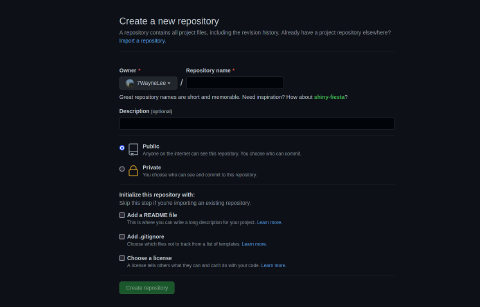 Create a new repository
A repository contains all project files, including the revision history. Already have a project repository elsewhere?
Import a repository.
Owner * Repository name *
7WayneLee /
Great repository names are short and memorable. Need inspiration? How about shiny-fiesta?
Description (optional)
Public
Anyone on the internet can see this repository. You choose who can commit.
Private
You choose who can see and commit to this repository.
Initialize this repository with:
Skip this step if you're importing an existing repository.
Add a README file
This is where you can write a long description for your project. Learn more.
Add .gitignore
Choose which files not to track from a list of templates. Learn more.
Choose a license
A license tells others what they can and can't do with your code. Learn more.
Create repository